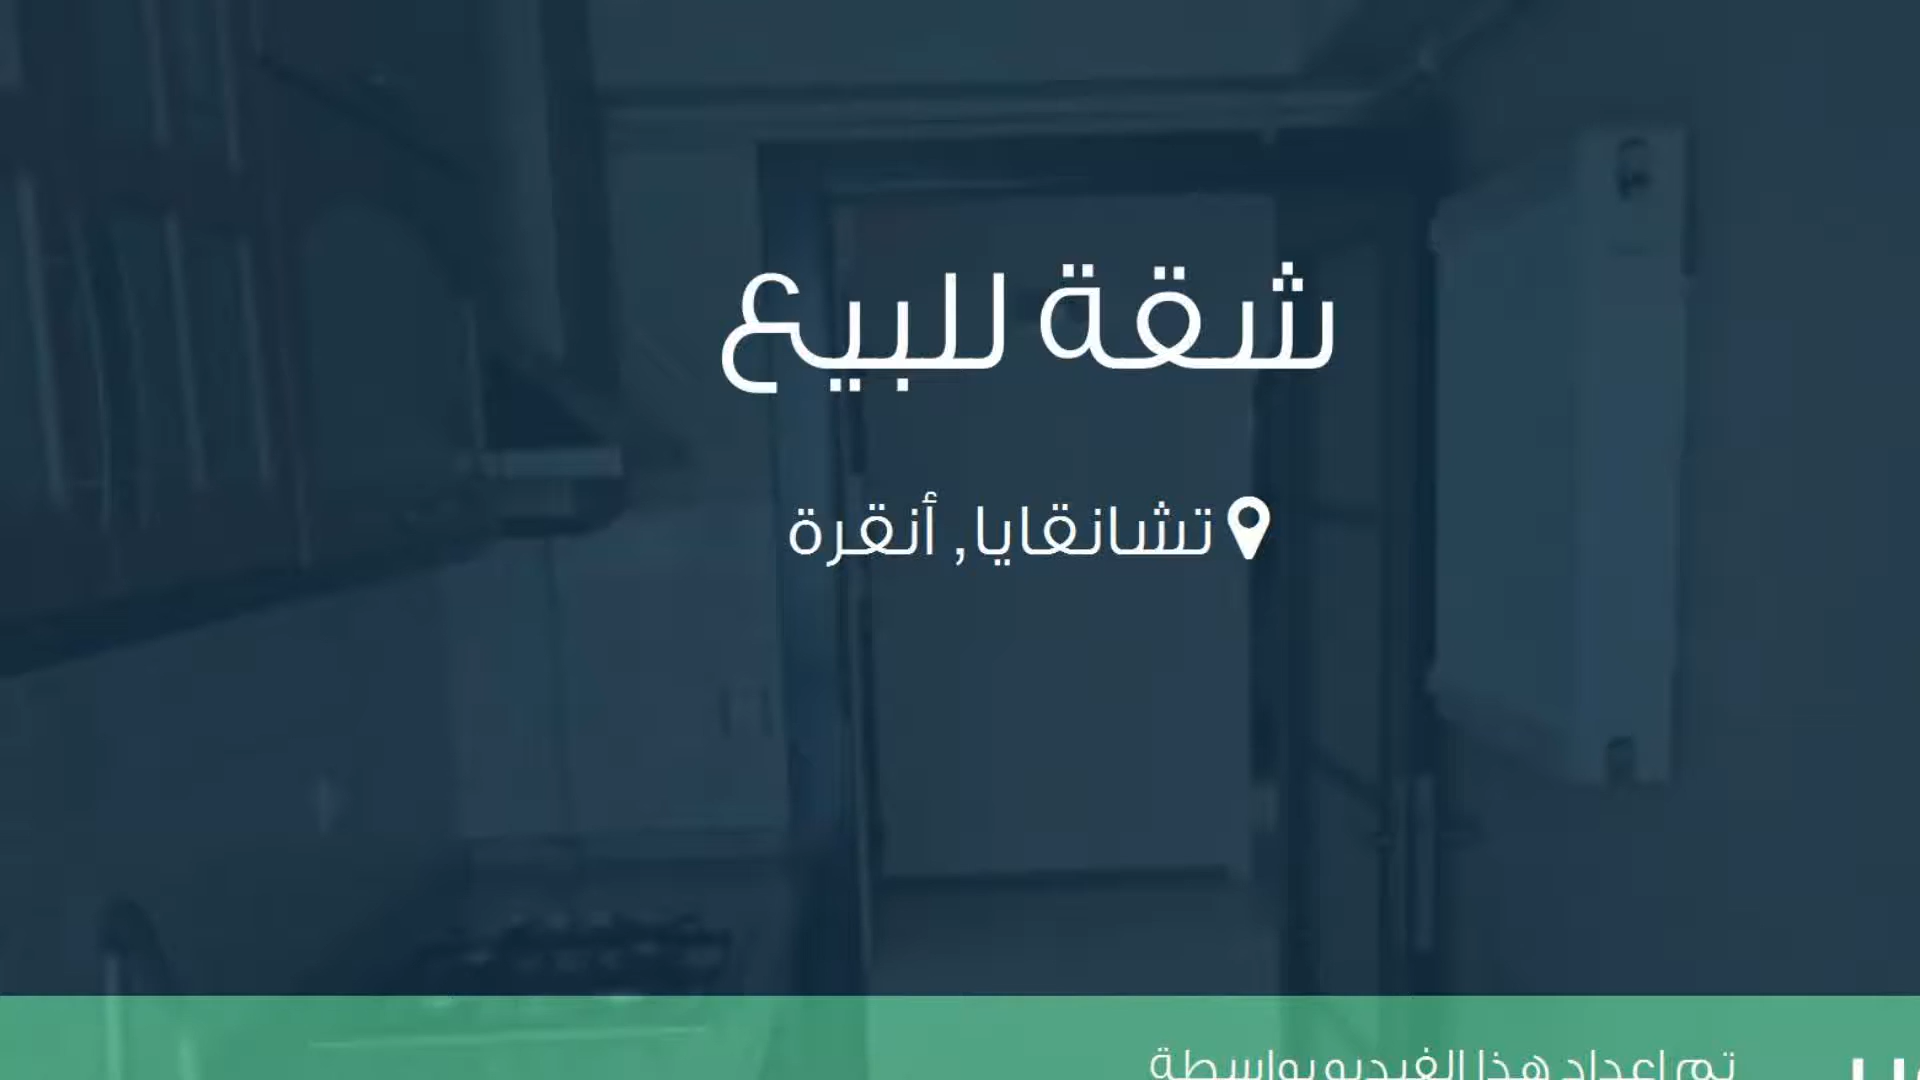 شقة للبيع
تشانقايا, أنقرة
تم إعداد هذا الفيديو بواسطة